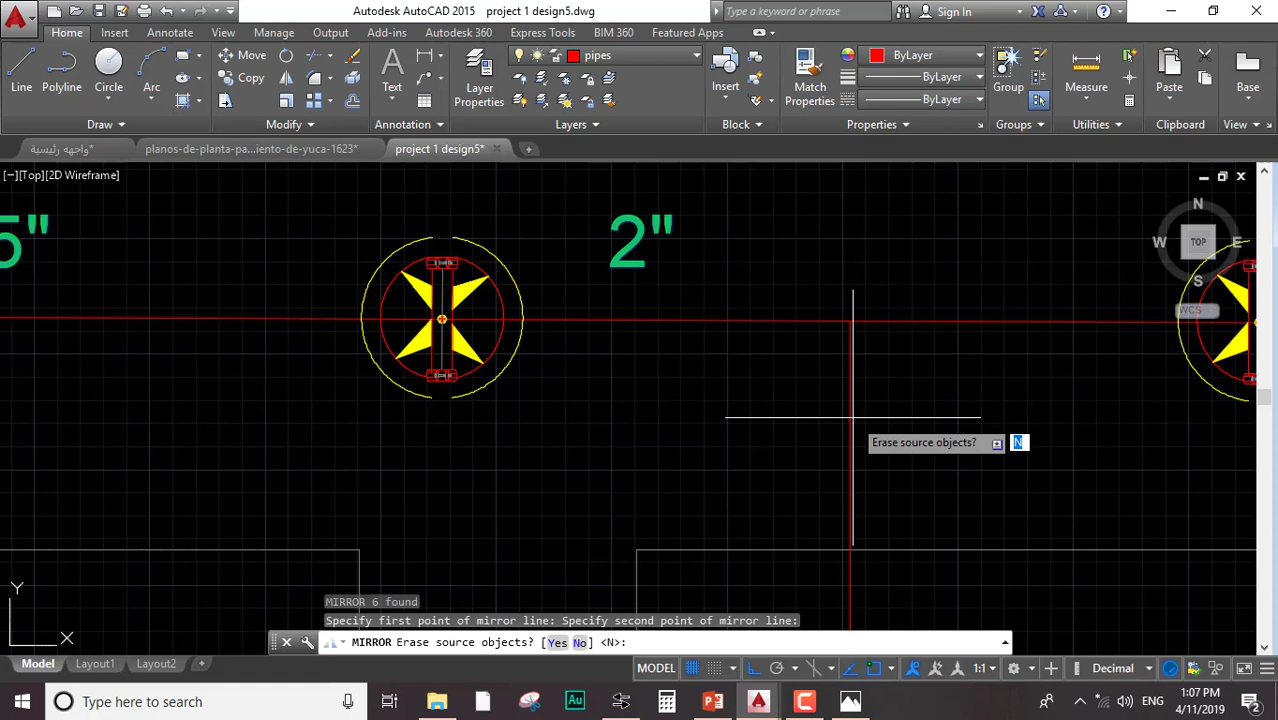 Autodesk AutoCAD 2015 project 1 design5.dwg
Type a keyword or phrase
Sign In
Home Insert Annotate View Manage Output Add-ins Autodesk 360 Express Tools BIM 360 Featured Apps
Line Polyline Circle Arc
Move
Copy
Text
Layer Properties
pipes
Insert
Match Properties
ByLayer
ByLayer
ByLayer
Group
Measure
Paste
Base
Draw Modify Annotation Layers Block Properties Groups Utilities Clipboard View
واجهه رئيسية*
planos-de-planta-pa...iento-de-yuca-1623*
project 1 design5*
[−][Top][2D Wireframe]
5" 2"
N
W TOP E
S
WCS
Erase source objects? N
Y
X
MIRROR 6 found
Specify first point of mirror line: Specify second point of mirror line:
MIRROR Erase source objects? [Yes No] <N>:
Model Layout1 Layout2
MODEL 1:1 Decimal
Type here to search
Au
ENG
1:07 PM
4/11/2019
2